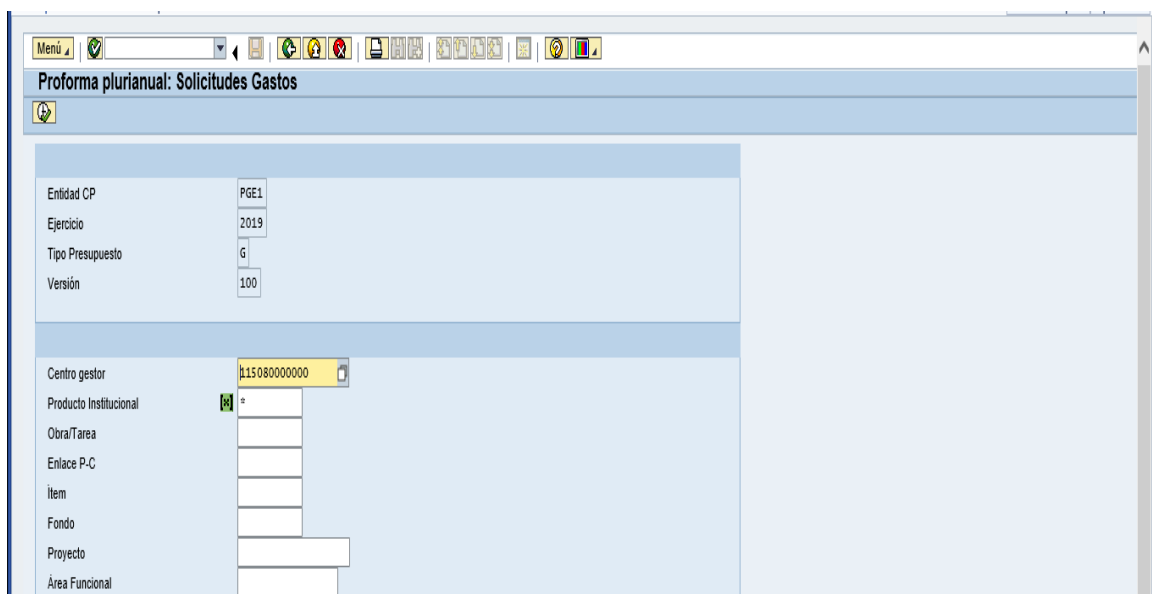 Menú
Proforma plurianual: Solicitudes Gastos
Entidad CP PGE1
Ejercicio 2019
Tipo Presupuesto G
Versión 100
Centro gestor 115080000000
Producto Institucional *
Obra/Tarea
Enlace P-C
Ítem
Fondo
Proyecto
Área Funcional